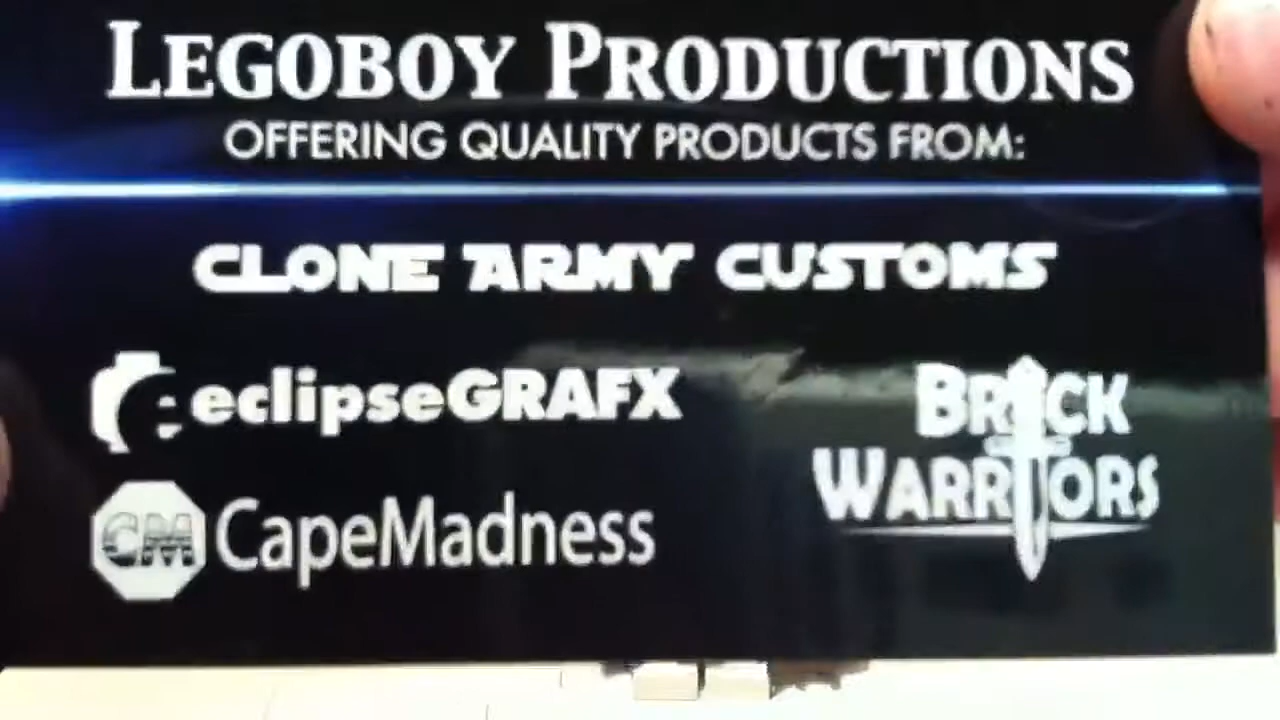 LEGOBOY PRODUCTIONS
OFFERING QUALITY PRODUCTS FROM:
CLONE ARMY CUSTOMS
eclipseGRAFX
BRICK
WARRIORS
CM CapeMadness